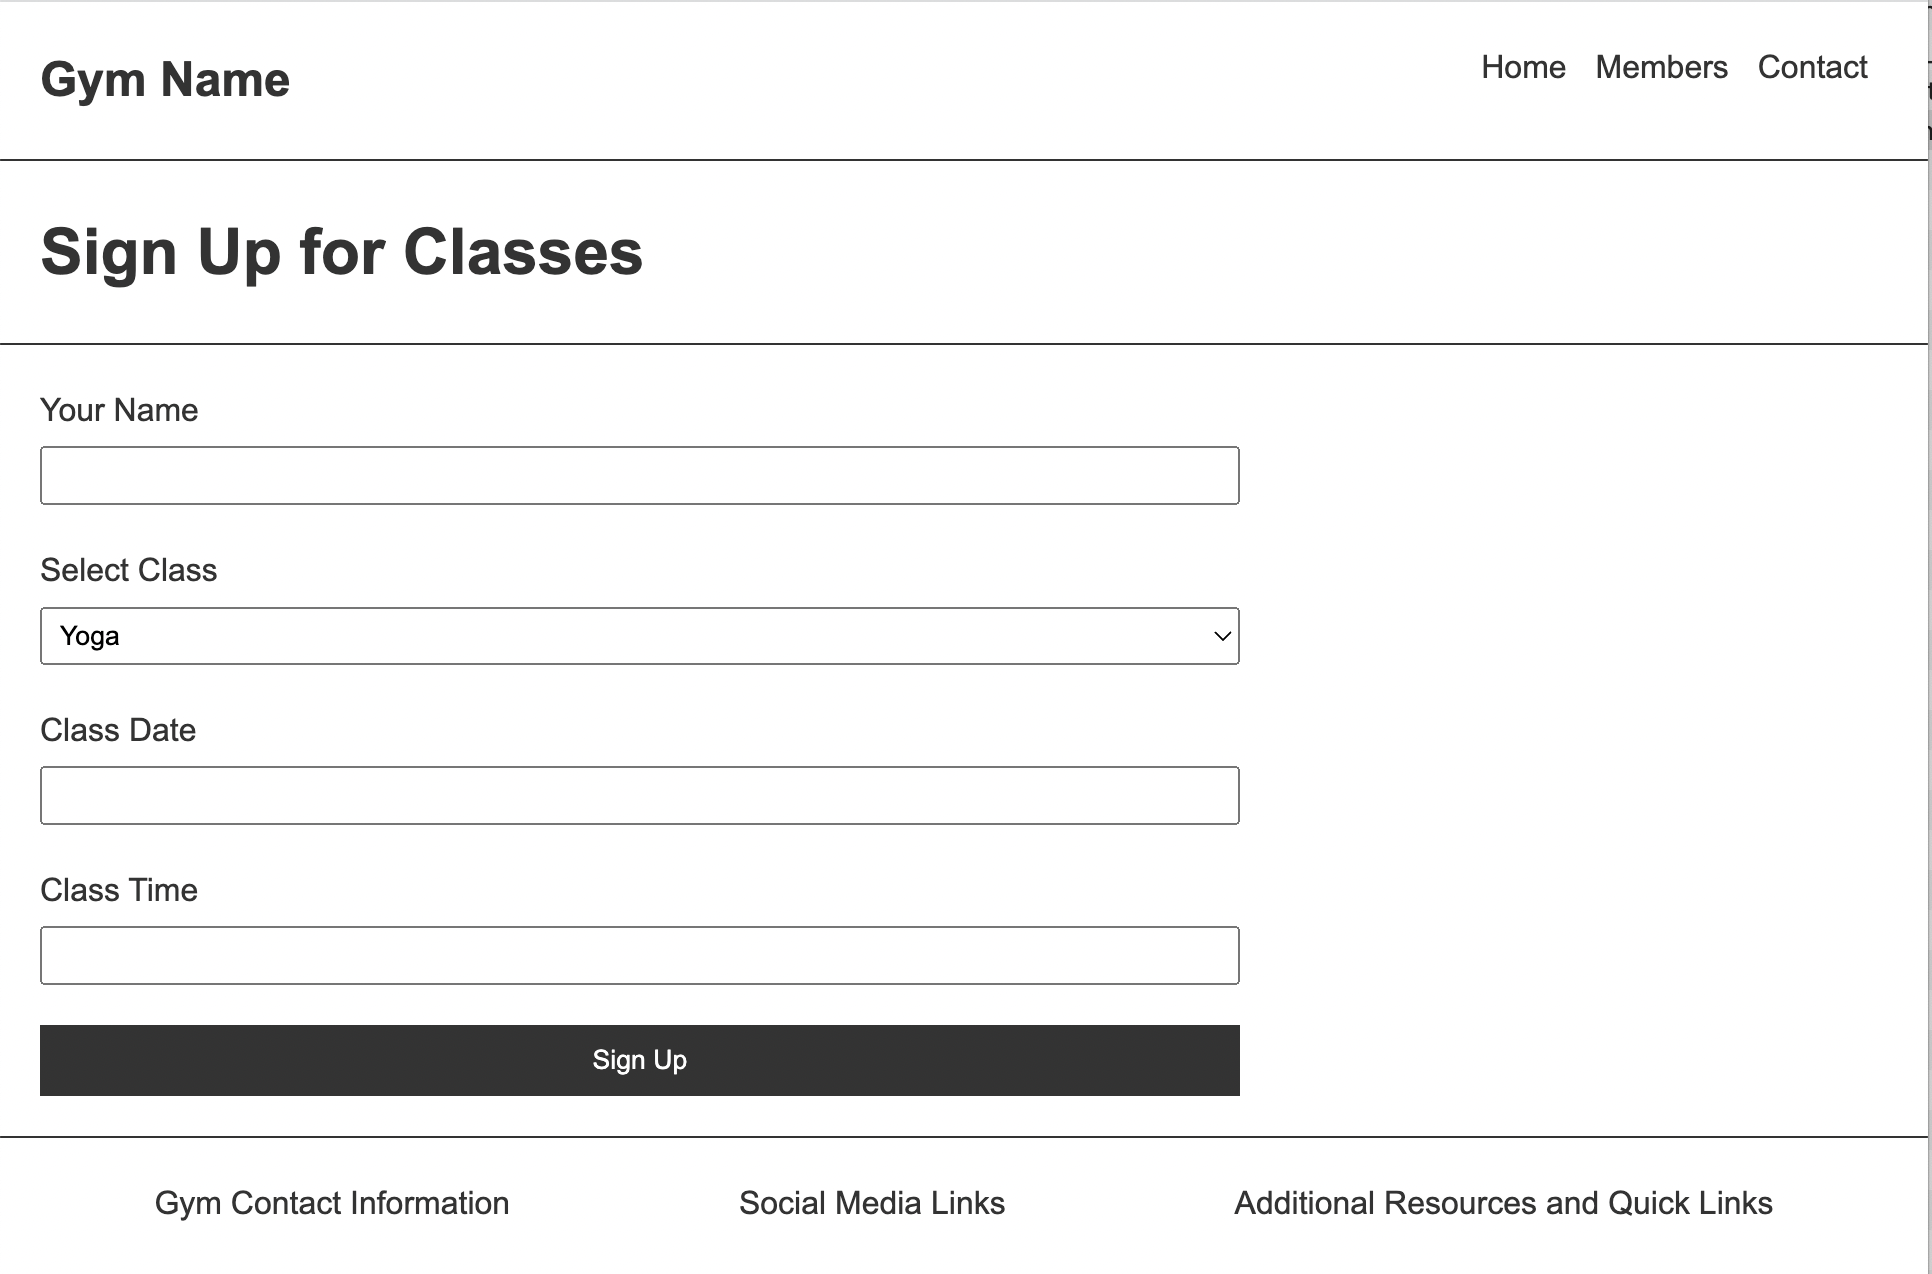 Gym Name
Home Members Contact
Sign Up for Classes
Your Name
Select Class
Yoga
Class Date
Class Time
Sign Up
Gym Contact Information
Social Media Links
Additional Resources and Quick Links